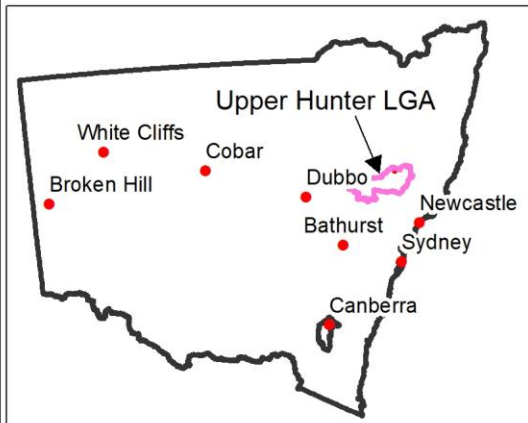 Upper Hunter LGA
White Cliffs
Cobar
Broken Hill
Dubbo
Newcastle
Bathurst
Sydney
Canberra